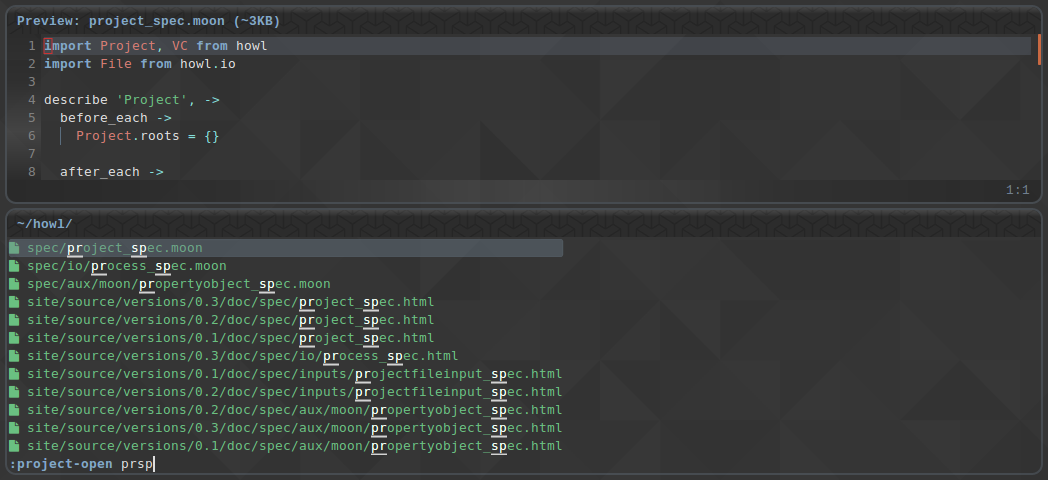 Preview: project_spec.moon (~3KB)
1 import Project, VC from howl
2 import File from howl.io
3
4 describe 'Project', ->
5   before_each ->
6     Project.roots = {}
7
8   after_each ->
1:1
~/howl/
spec/project_spec.moon
spec/io/process_spec.moon
spec/aux/moon/propertyobject_spec.moon
site/source/versions/0.3/doc/spec/project_spec.html
site/source/versions/0.2/doc/spec/project_spec.html
site/source/versions/0.1/doc/spec/project_spec.html
site/source/versions/0.3/doc/spec/io/process_spec.html
site/source/versions/0.1/doc/spec/inputs/projectfileinput_spec.html
site/source/versions/0.2/doc/spec/inputs/projectfileinput_spec.html
site/source/versions/0.2/doc/spec/aux/moon/propertyobject_spec.html
site/source/versions/0.3/doc/spec/aux/moon/propertyobject_spec.html
site/source/versions/0.1/doc/spec/aux/moon/propertyobject_spec.html
:project-open prsp